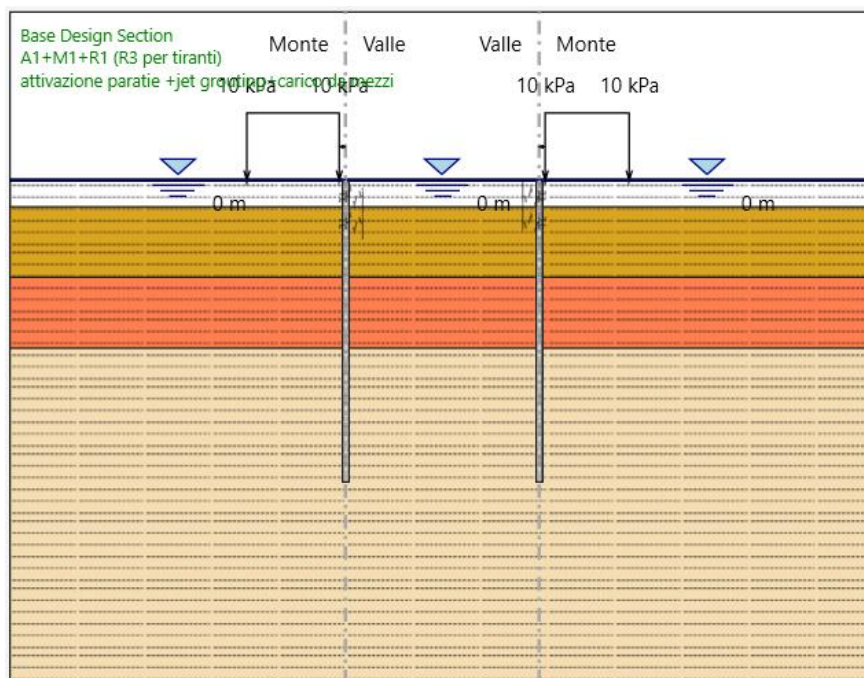 Base Design Section
A1+M1+R1 (R3 per tiranti)
attivazione paratie +jet grouting+carico da mezzi
Monte Valle Valle Monte
10 kPa 10 kPa 10 kPa 10 kPa
0 m 0 m 0 m